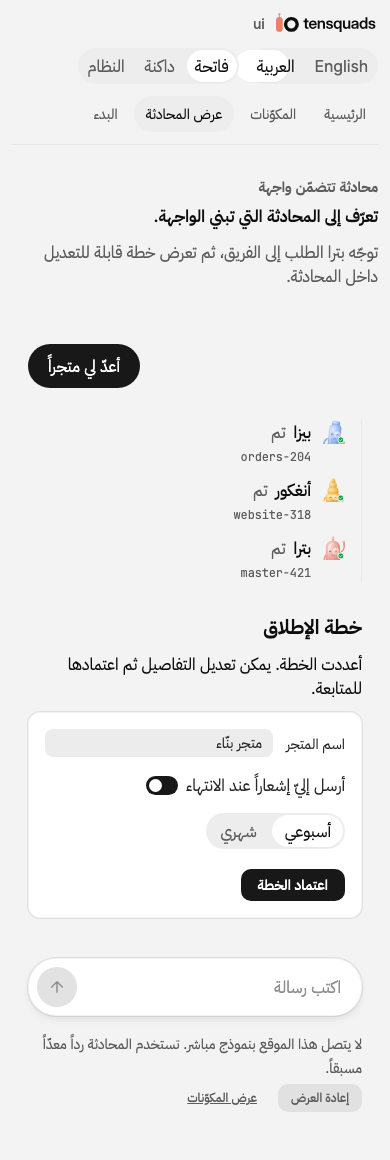 tensquads ui
English العربية فاتحة داكنة النظام
الرئيسية المكوّنات عرض المحادثة البدء
محادثة تتضمّن واجهة
تعرّف إلى المحادثة التي تبني الواجهة.
توجّه بترا الطلب إلى الفريق، ثم تعرض خطة قابلة للتعديل
داخل المحادثة.
أعدّ لي متجراً
بيزا تم
orders-204
أنغكور تم
website-318
بترا تم
master-421
خطة الإطلاق
أعددت الخطة. يمكن تعديل التفاصيل ثم اعتمادها
للمتابعة.
اسم المتجر متجر بنّاء
أرسل إليّ إشعاراً عند الانتهاء
أسبوعي شهري
اعتماد الخطة
اكتب رسالة
لا يتصل هذا الموقع بنموذج مباشر. تستخدم المحادثة رداً معدّاً
مسبقاً.
إعادة العرض عرض المكوّنات